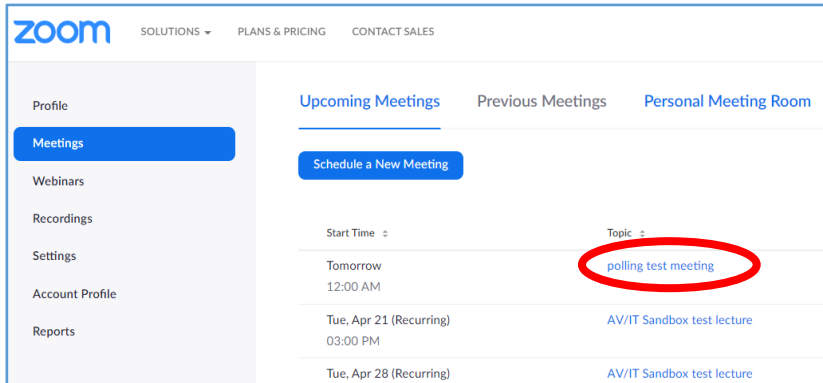 zoom SOLUTIONS PLANS & PRICING CONTACT SALES
Profile
Meetings
Webinars
Recordings
Settings
Account Profile
Reports
Upcoming Meetings Previous Meetings Personal Meeting Room
Schedule a New Meeting
Start Time Topic
Tomorrow polling test meeting
12:00 AM
Tue, Apr 21 (Recurring) AV/IT Sandbox test lecture
03:00 PM
Tue, Apr 28 (Recurring) AV/IT Sandbox test lecture